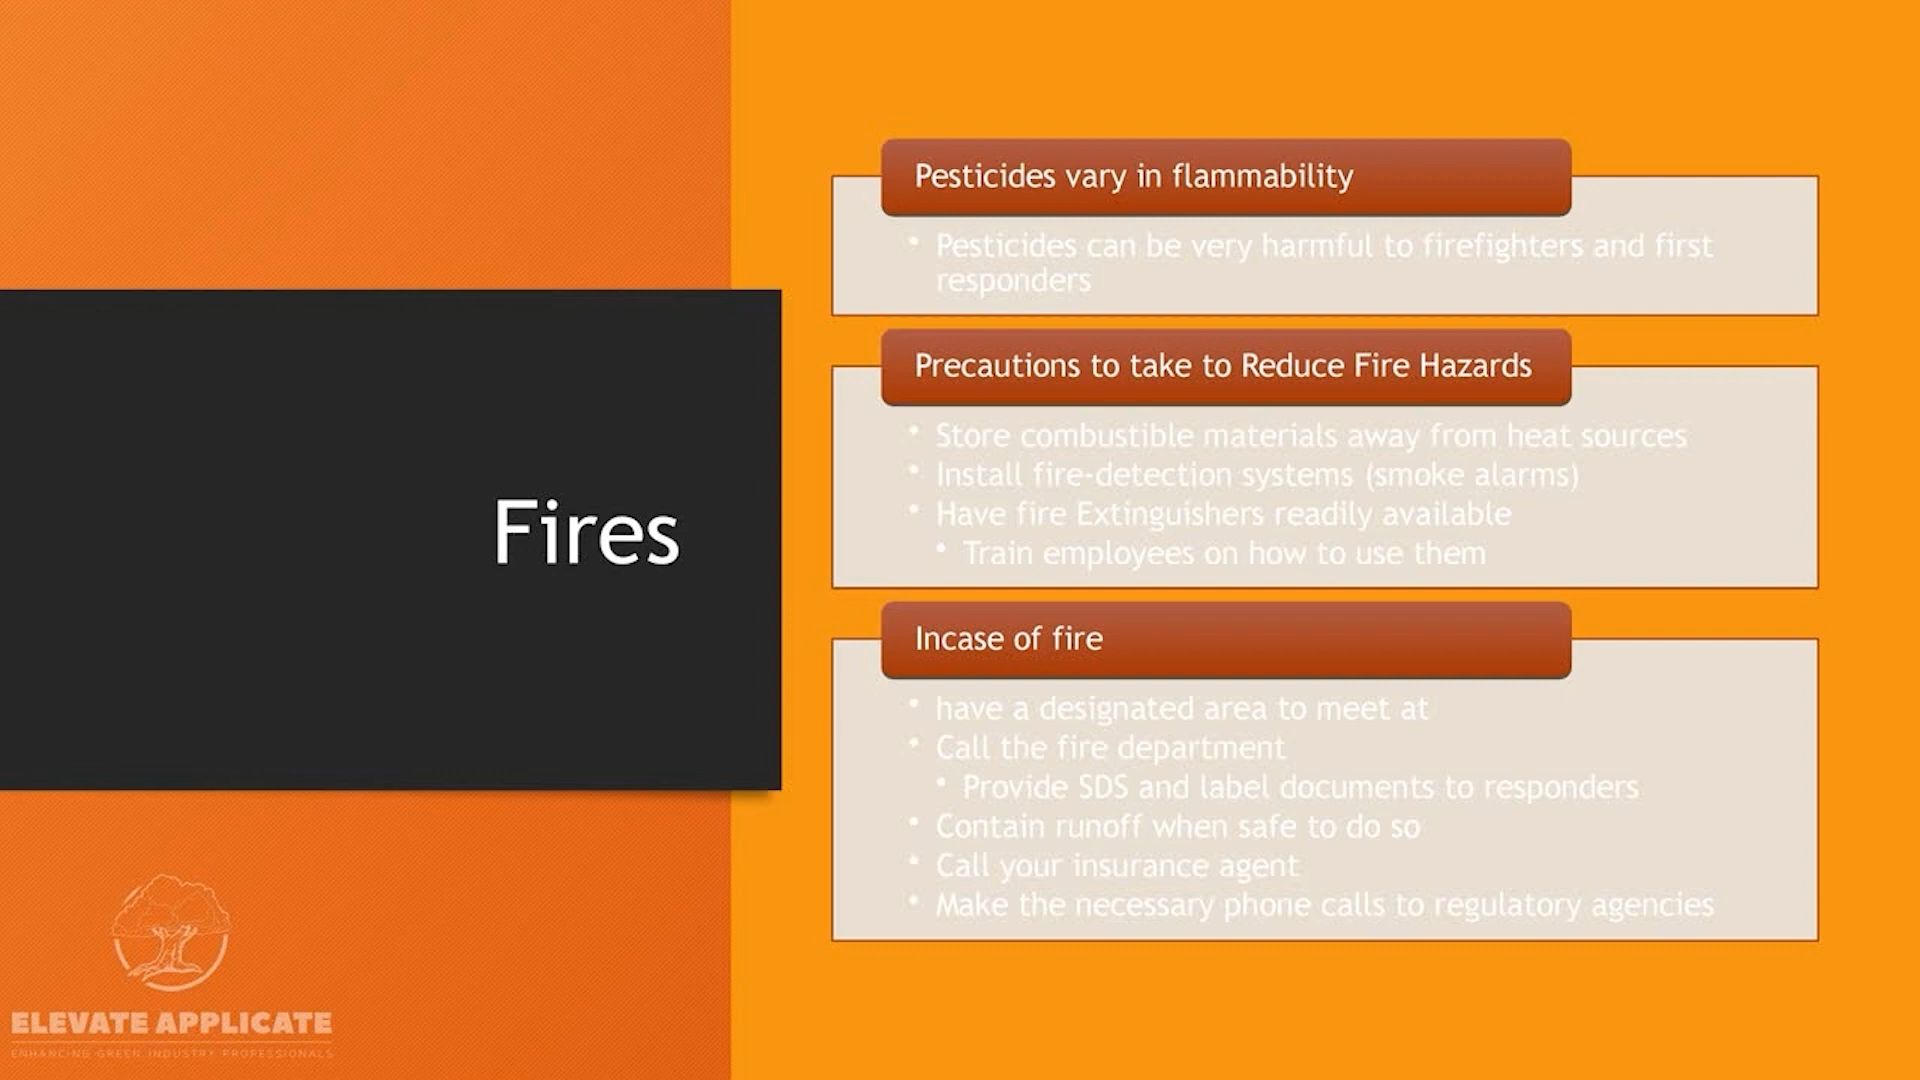 Fires
Pesticides vary in flammability
• Pesticides can be very harmful to firefighters and first
responders
Precautions to take to Reduce Fire Hazards
• Store combustible materials away from heat sources
• Install fire-detection systems (smoke alarms)
• Have fire Extinguishers readily available
• Train employees on how to use them
Incase of fire
• have a designated area to meet at
• Call the fire department
• Provide SDS and label documents to responders
• Contain runoff when safe to do so
• Call your insurance agent
• Make the necessary phone calls to regulatory agencies
ELEVATE APPLICATE
ENHANCING GREEN INDUSTRY PROFESSIONALS